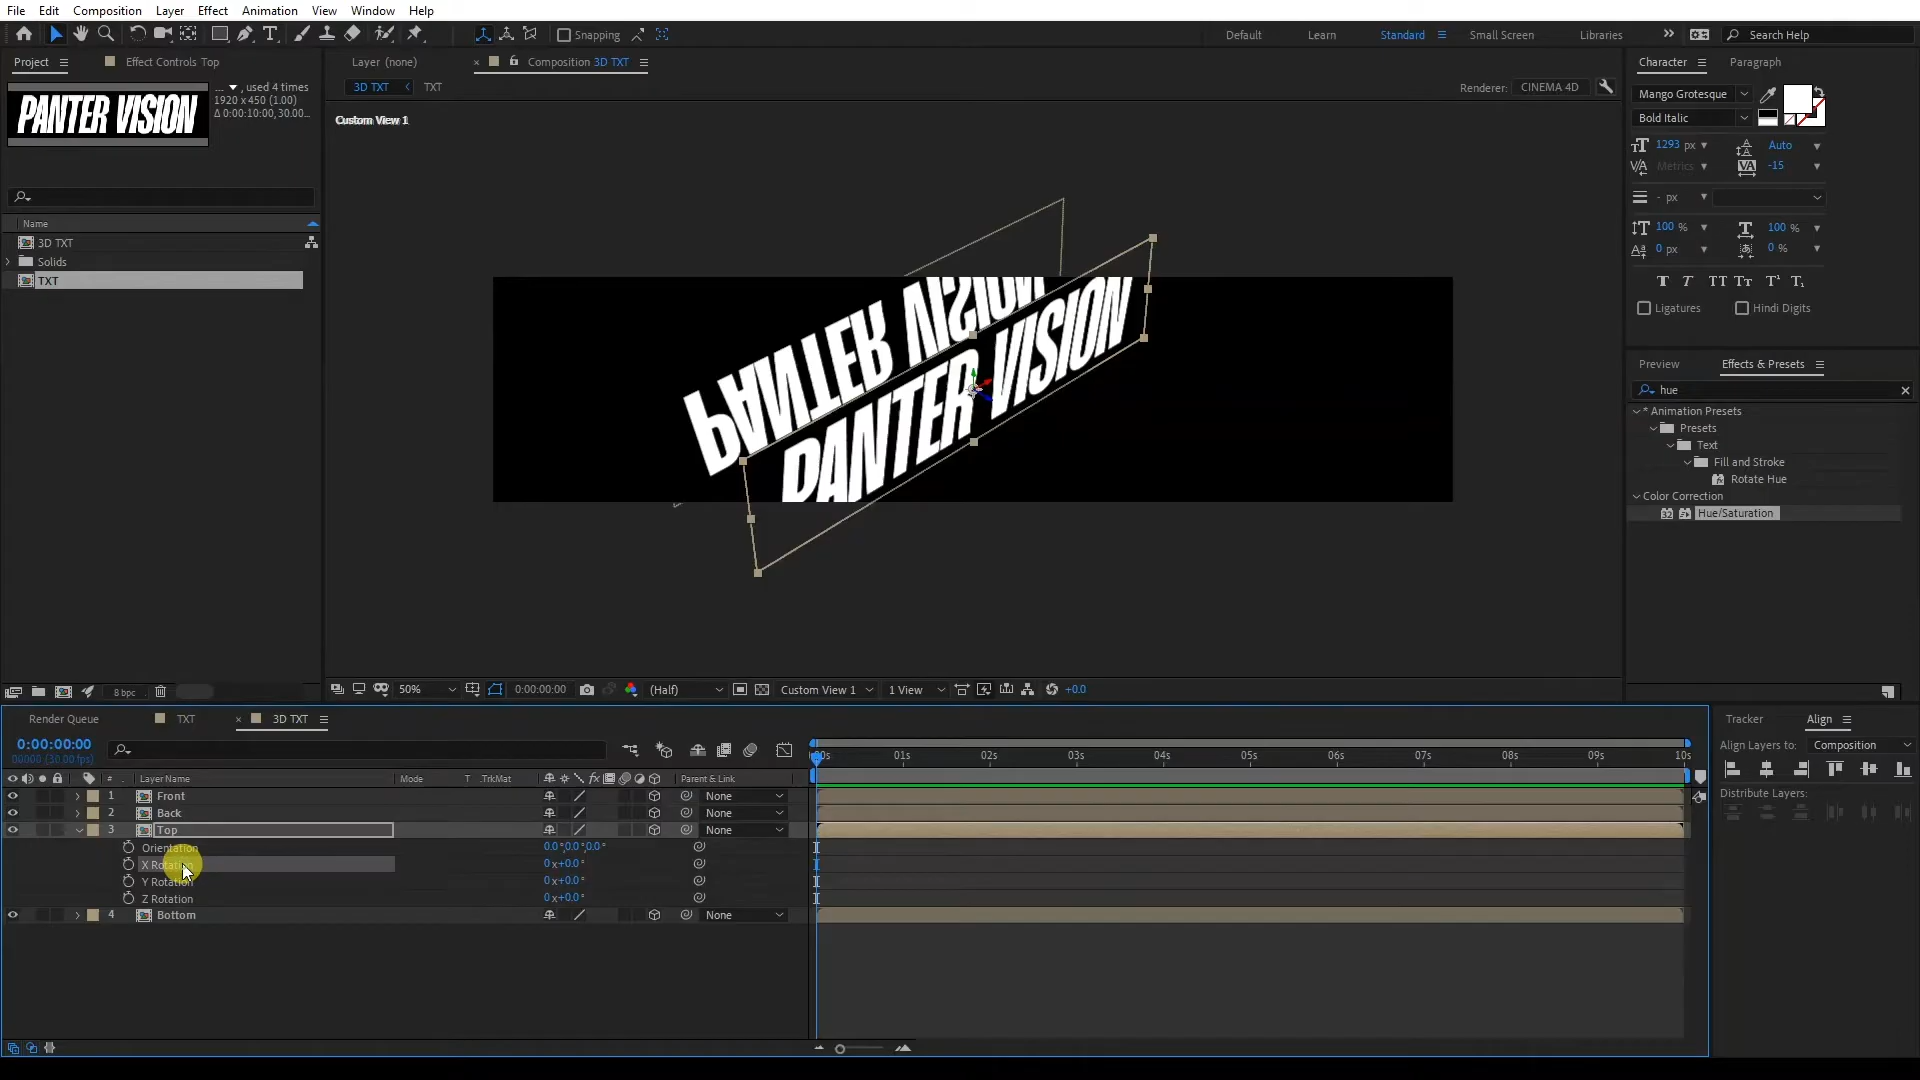 File Edit Composition Layer Effect Animation View Window Help
Snapping
Default Learn Standard Small Screen Libraries
Search Help
Project
Effect Controls Top
Layer (none)
Composition 3D TXT
Character Paragraph
PANTER VISION
... , used 4 times
1920 x 450 (1.00)
Δ 0:00:10:00, 30.00...
3D TXT TXT
Renderer: CINEMA 4D
Mango Grotesque
Bold Italic
Custom View 1
1293 px
Auto
Metrics
-15
- px
100 %
100 %
0 px
0 %
Name
3D TXT
Solids
TXT
T T TT Tr T¹ T₁
Ligatures
Hindi Digits
Preview Effects & Presets
hue
* Animation Presets
Presets
Text
Fill and Stroke
Rotate Hue
Color Correction
Hue/Saturation
PANTER VISION
PANTER VISION
8 bpc
50%
0:00:00:00
(Half)
Custom View 1
1 View
+0.0
Render Queue
TXT
3D TXT
Tracker Align
0:00:00:00
00000 (30.00 fps)
Align Layers to: Composition
Distribute Layers:
:00s 01s 02s 03s 04s 05s 06s 07s 08s 09s 10s
# Layer Name Mode T .TrkMat Parent & Link
1 Front None
2 Back None
3 Top None
Orientation 0.0°,0.0°,0.0°
X Rotation 0x+0.0°
Y Rotation 0x+0.0°
Z Rotation 0x+0.0°
4 Bottom None